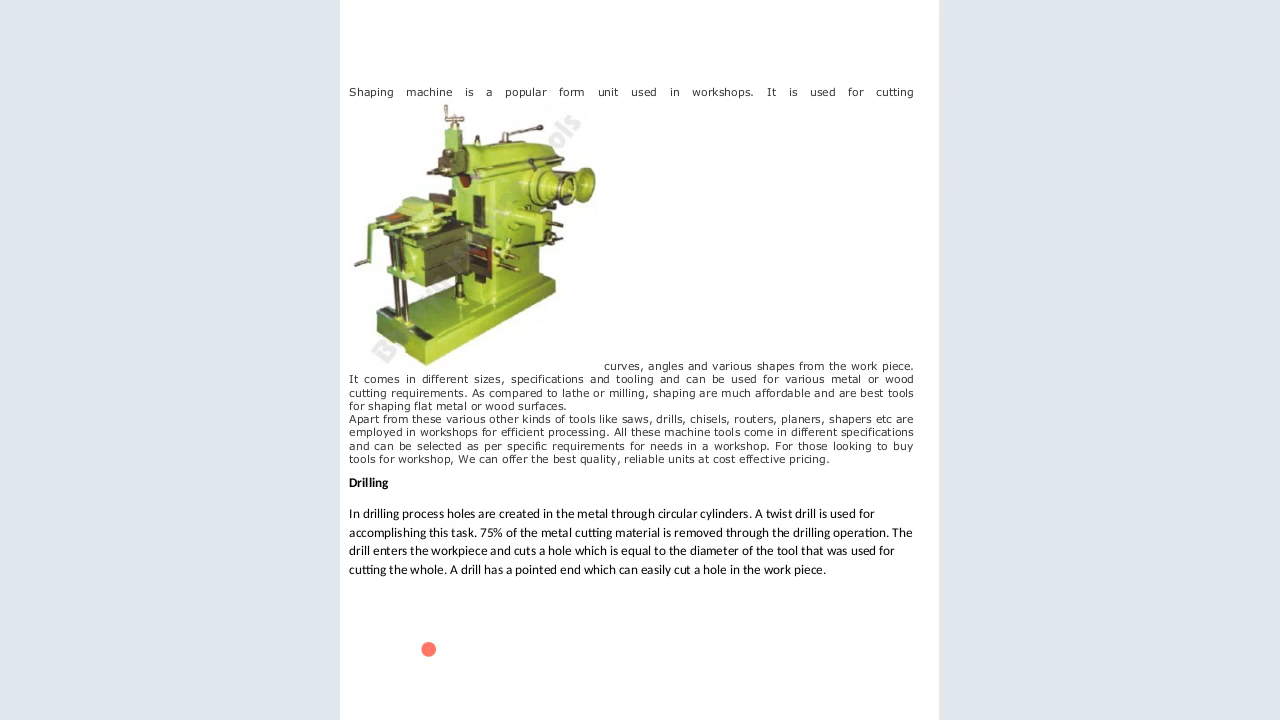 Shaping machine is a popular form unit used in workshops. It is used for cutting
ols
B
curves, angles and various shapes from the work piece.
It comes in different sizes, specifications and tooling and can be used for various metal or wood
cutting requirements. As compared to lathe or milling, shaping are much affordable and are best tools
for shaping flat metal or wood surfaces.
Apart from these various other kinds of tools like saws, drills, chisels, routers, planers, shapers etc are
employed in workshops for efficient processing. All these machine tools come in different specifications
and can be selected as per specific requirements for needs in a workshop. For those looking to buy
tools for workshop, We can offer the best quality, reliable units at cost effective pricing.
Drilling
In drilling process holes are created in the metal through circular cylinders. A twist drill is used for
accomplishing this task. 75% of the metal cutting material is removed through the drilling operation. The
drill enters the workpiece and cuts a hole which is equal to the diameter of the tool that was used for
cutting the whole. A drill has a pointed end which can easily cut a hole in the work piece.